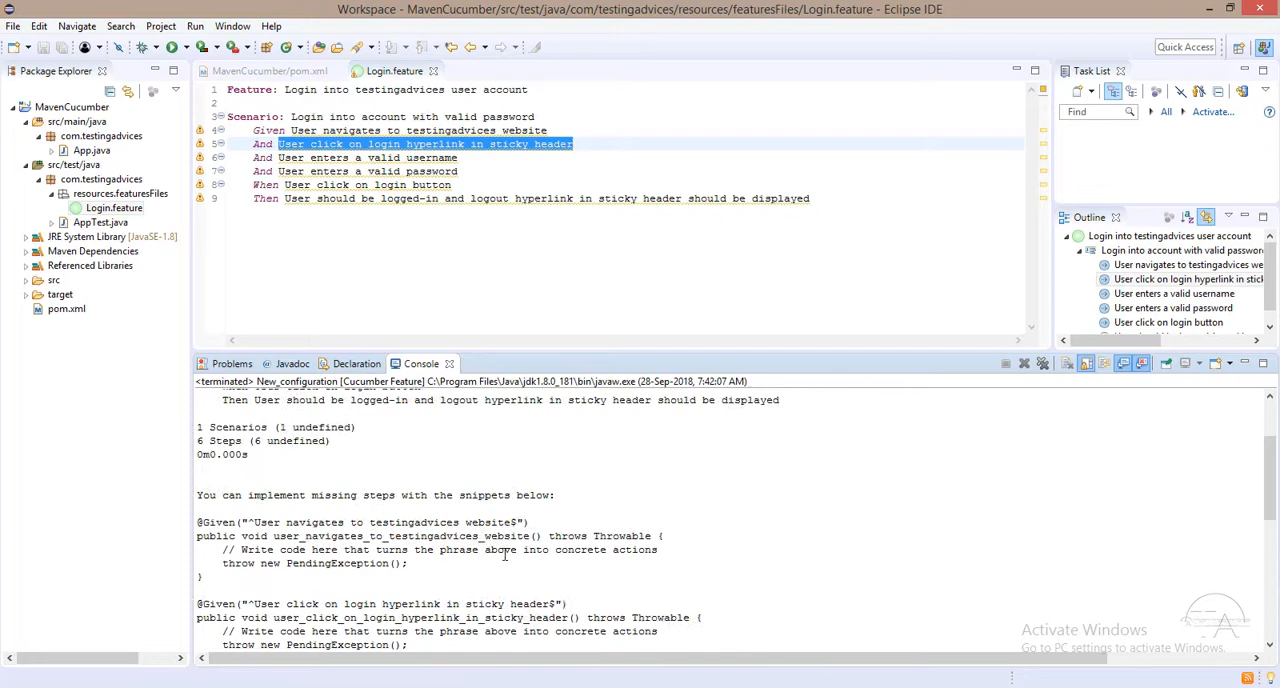 Workspace - MavenCucumber/src/test/java/com/testingadvices/resources/featuresFiles/Login.feature - Eclipse IDE
File Edit Navigate Search Project Run Window Help
Quick Access
Package Explorer
MavenCucumber
src/main/java
com.testingadvices
App.java
src/test/java
com.testingadvices
resources.featuresFiles
Login.feature
AppTest.java
JRE System Library [JavaSE-1.8]
Maven Dependencies
Referenced Libraries
src
target
pom.xml
MavenCucumber/pom.xml Login.feature
1 Feature: Login into testingadvices user account
2
3 Scenario: Login into account with valid password
4 Given User navigates to testingadvices website
5 And User click on login hyperlink in sticky header
6 And User enters a valid username
7 And User enters a valid password
8 When User click on login button
9 Then User should be logged-in and logout hyperlink in sticky header should be displayed
Task List
Find All Activate...
Outline
Login into testingadvices user account
Login into account with valid password
User navigates to testingadvices we
User click on login hyperlink in stick
User enters a valid username
User enters a valid password
User click on login button
Problems Javadoc Declaration Console
<terminated> New_configuration [Cucumber Feature] C:\Program Files\Java\jdk1.8.0_181\bin\javaw.exe (28-Sep-2018, 7:42:07 AM)
Then User should be logged-in and logout hyperlink in sticky header should be displayed
1 Scenarios (1 undefined)
6 Steps (6 undefined)
0m0.000s
You can implement missing steps with the snippets below:
@Given("^User navigates to testingadvices website$")
public void user_navigates_to_testingadvices_website() throws Throwable {
// Write code here that turns the phrase above into concrete actions
throw new PendingException();
}
@Given("^User click on login hyperlink in sticky header$")
public void user_click_on_login_hyperlink_in_sticky_header() throws Throwable {
// Write code here that turns the phrase above into concrete actions
throw new PendingException();
Activate Windows
Go to PC settings to activate Windows.